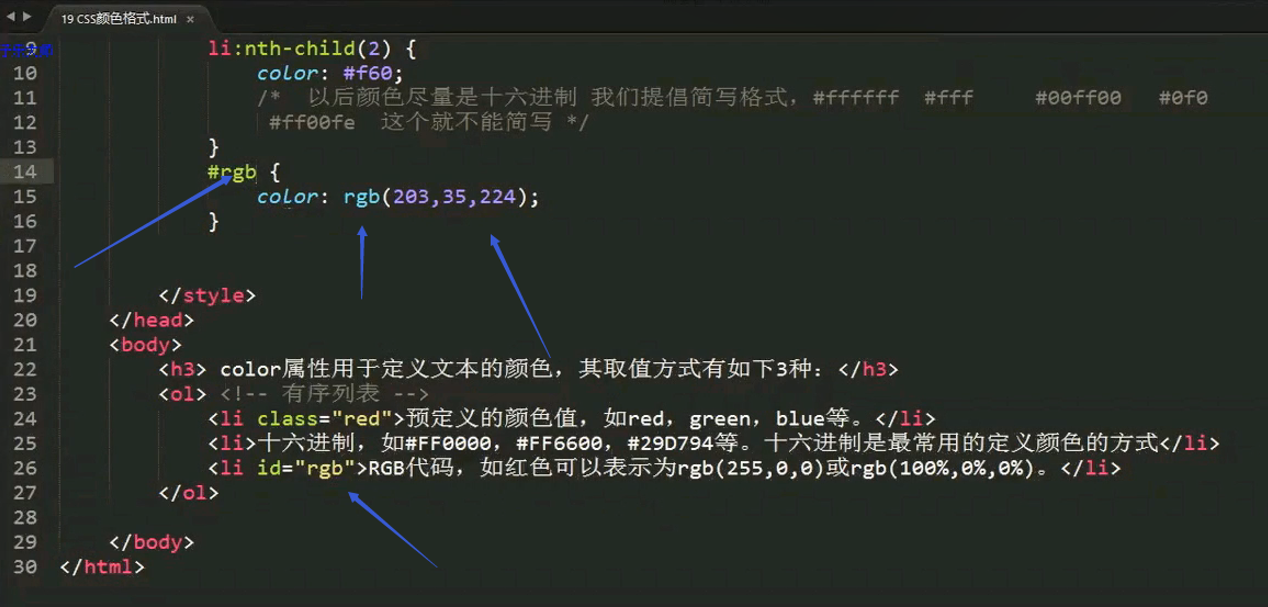 19 CSS颜色格式.html ×
9 li:nth-child(2) {
10 color: #f60;
11 /* 以后颜色尽量是十六进制 我们提倡简写格式，#ffffff #fff #00ff00 #0f0
12 #ff00fe 这个就不能简写 */
13 }
14 #rgb {
15 color: rgb(203,35,224);
16 }
17
18
19 </style>
20 </head>
21 <body>
22 <h3> color属性用于定义文本的颜色，其取值方式有如下3种：</h3>
23 <ol> <!-- 有序列表 -->
24 <li class="red">预定义的颜色值，如red，green，blue等。</li>
25 <li>十六进制，如#FF0000，#FF6600，#29D794等。十六进制是最常用的定义颜色的方式</li>
26 <li id="rgb">RGB代码，如红色可以表示为rgb(255,0,0)或rgb(100%,0%,0%)。</li>
27 </ol>
28
29 </body>
30 </html>